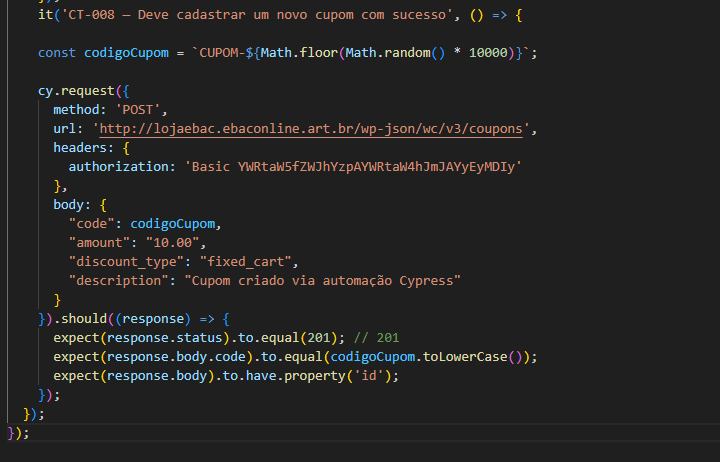 });
it('CT-008 – Deve cadastrar um novo cupom com sucesso', () => {
const codigoCupom = `CUPOM-${Math.floor(Math.random() * 10000)}`;
cy.request({
method: 'POST',
url: 'http://lojaebac.ebaconline.art.br/wp-json/wc/v3/coupons',
headers: {
authorization: 'Basic YWRtaW5fZWJhYzpAYWRtaW4hJmJAYyEyMDIy'
},
body: {
"code": codigoCupom,
"amount": "10.00",
"discount_type": "fixed_cart",
"description": "Cupom criado via automação Cypress"
}
}).should((response) => {
expect(response.status).to.equal(201); // 201
expect(response.body.code).to.equal(codigoCupom.toLowerCase());
expect(response.body).to.have.property('id');
});
});
});